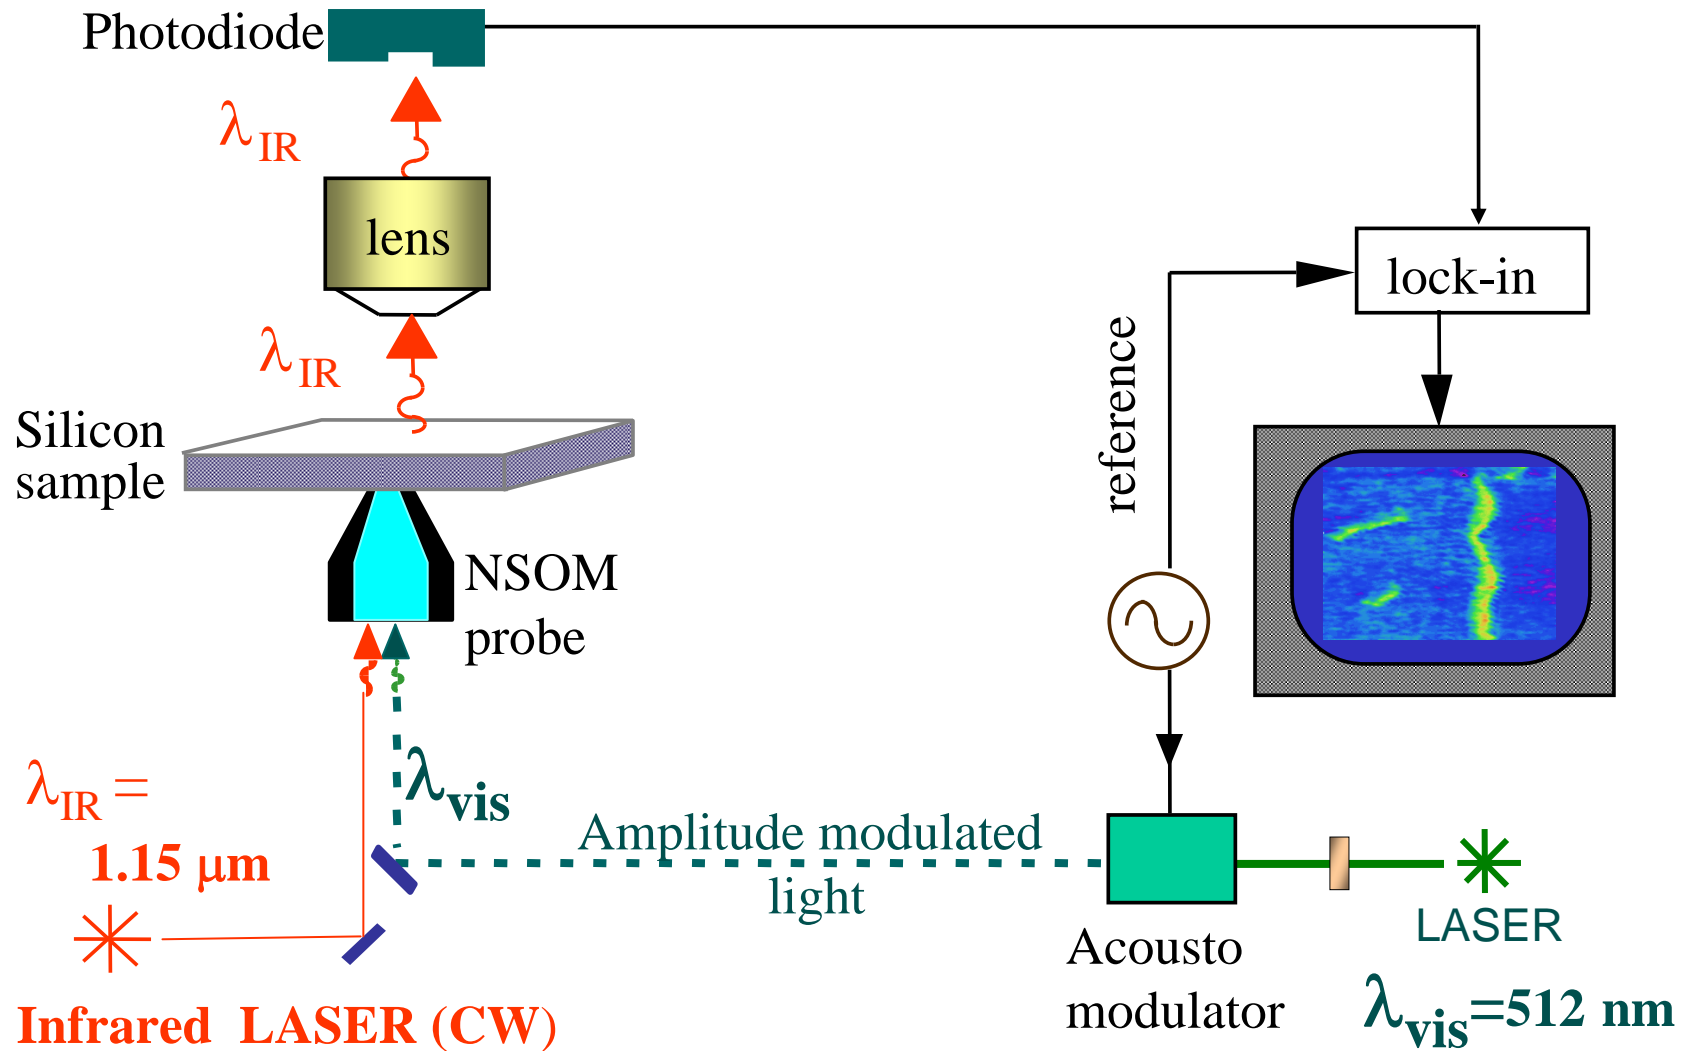 Photodiode
λIR
lens
lock-in
λIR
reference
Silicon
sample
NSOM
probe
λIR =
1.15 μm
λvis
Amplitude modulated
light
LASER
Acousto
modulator
λvis=512 nm
Infrared LASER (CW)